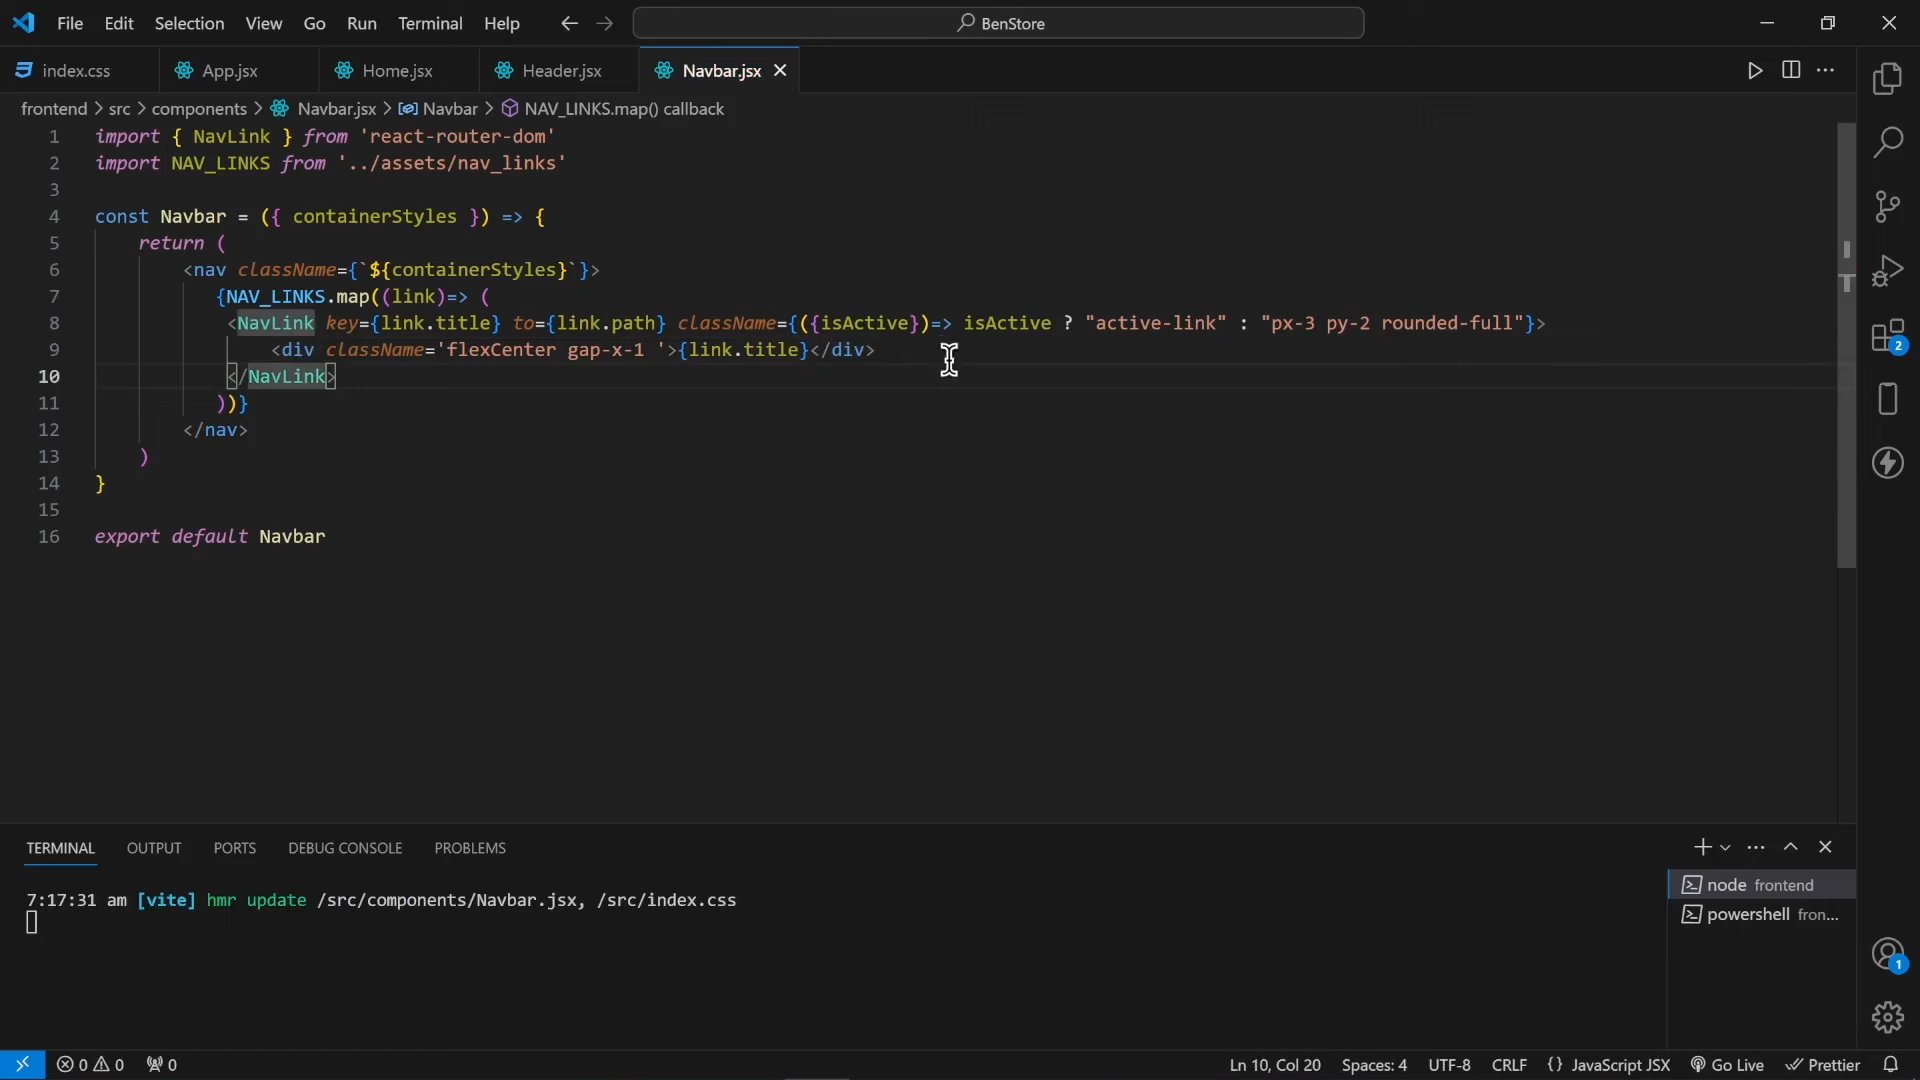 File Edit Selection View Go Run Terminal Help BenStore
index.css App.jsx Home.jsx Header.jsx Navbar.jsx
frontend > src > components > Navbar.jsx > Navbar > NAV_LINKS.map() callback
1 import { NavLink } from 'react-router-dom'
2 import NAV_LINKS from '../assets/nav_links'
3
4 const Navbar = ({ containerStyles }) => {
5 return (
6 <nav className={`${containerStyles}`}>
7 {NAV_LINKS.map((link)=> (
8 <NavLink key={link.title} to={link.path} className={({isActive})=> isActive ? "active-link" : "px-3 py-2 rounded-full"}>
9 <div className='flexCenter gap-x-1 '>{link.title}</div>
10 </NavLink>
11 ))}
12 </nav>
13 )
14 }
15
16 export default Navbar
2
TERMINAL OUTPUT PORTS DEBUG CONSOLE PROBLEMS
7:17:31 am [vite] hmr update /src/components/Navbar.jsx, /src/index.css
node frontend
powershell fron...
1
0 0 0 Ln 10, Col 20 Spaces: 4 UTF-8 CRLF {} JavaScript JSX Go Live Prettier